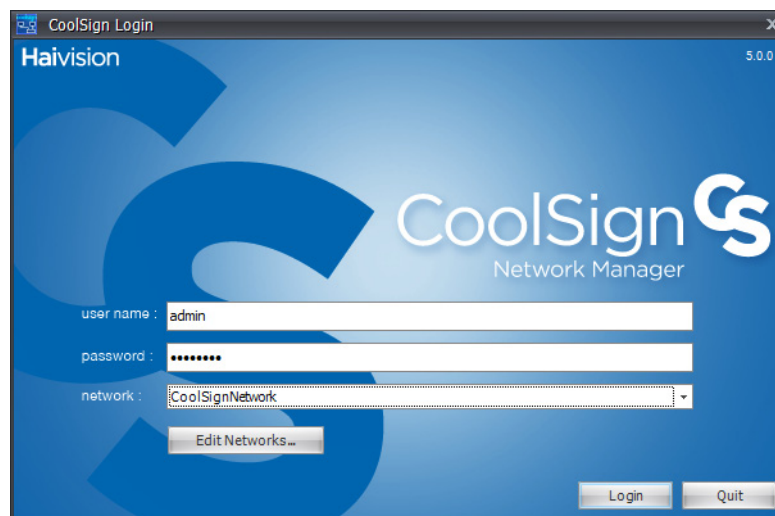 CoolSign Login
Haivision
5.0.0
CoolSign CS
Network Manager
user name : admin
password : ••••••••
network : CoolSignNetwork
Edit Networks...
Login Quit